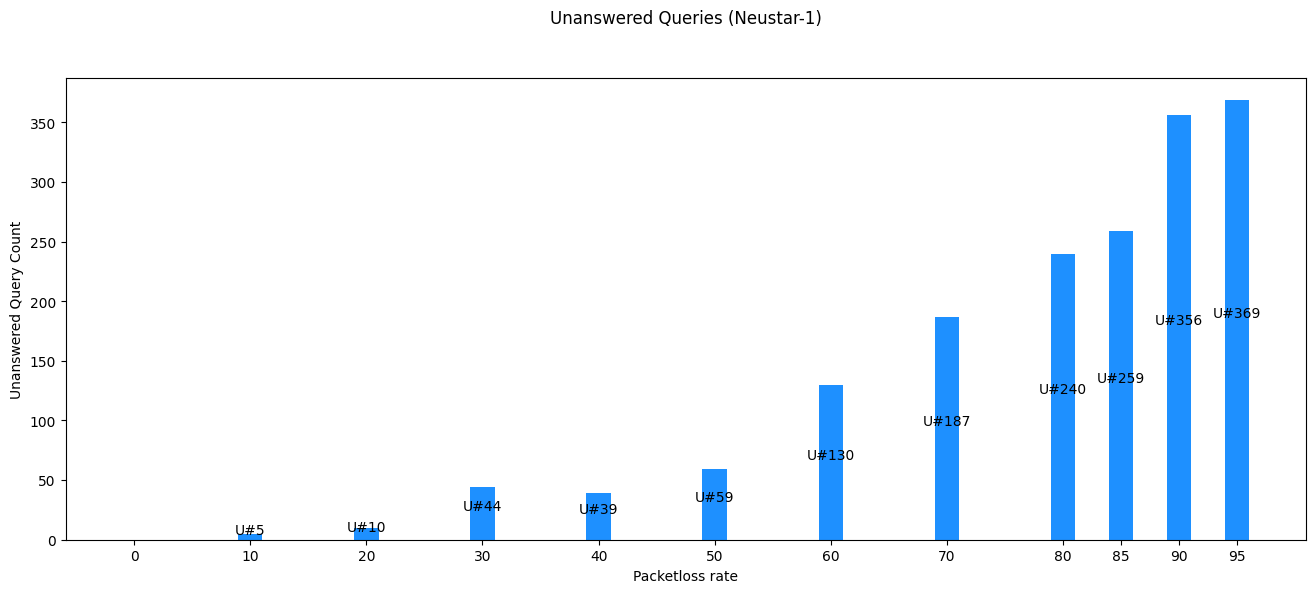 Unanswered Queries (Neustar-1)
Unanswered Query Count
350
300
250
200
150
100
50
0
U#5
U#10
U#44
U#39
U#59
U#130
U#187
U#240
U#259
U#356
U#369
0 10 20 30 40 50 60 70 80 85 90 95
Packetloss rate